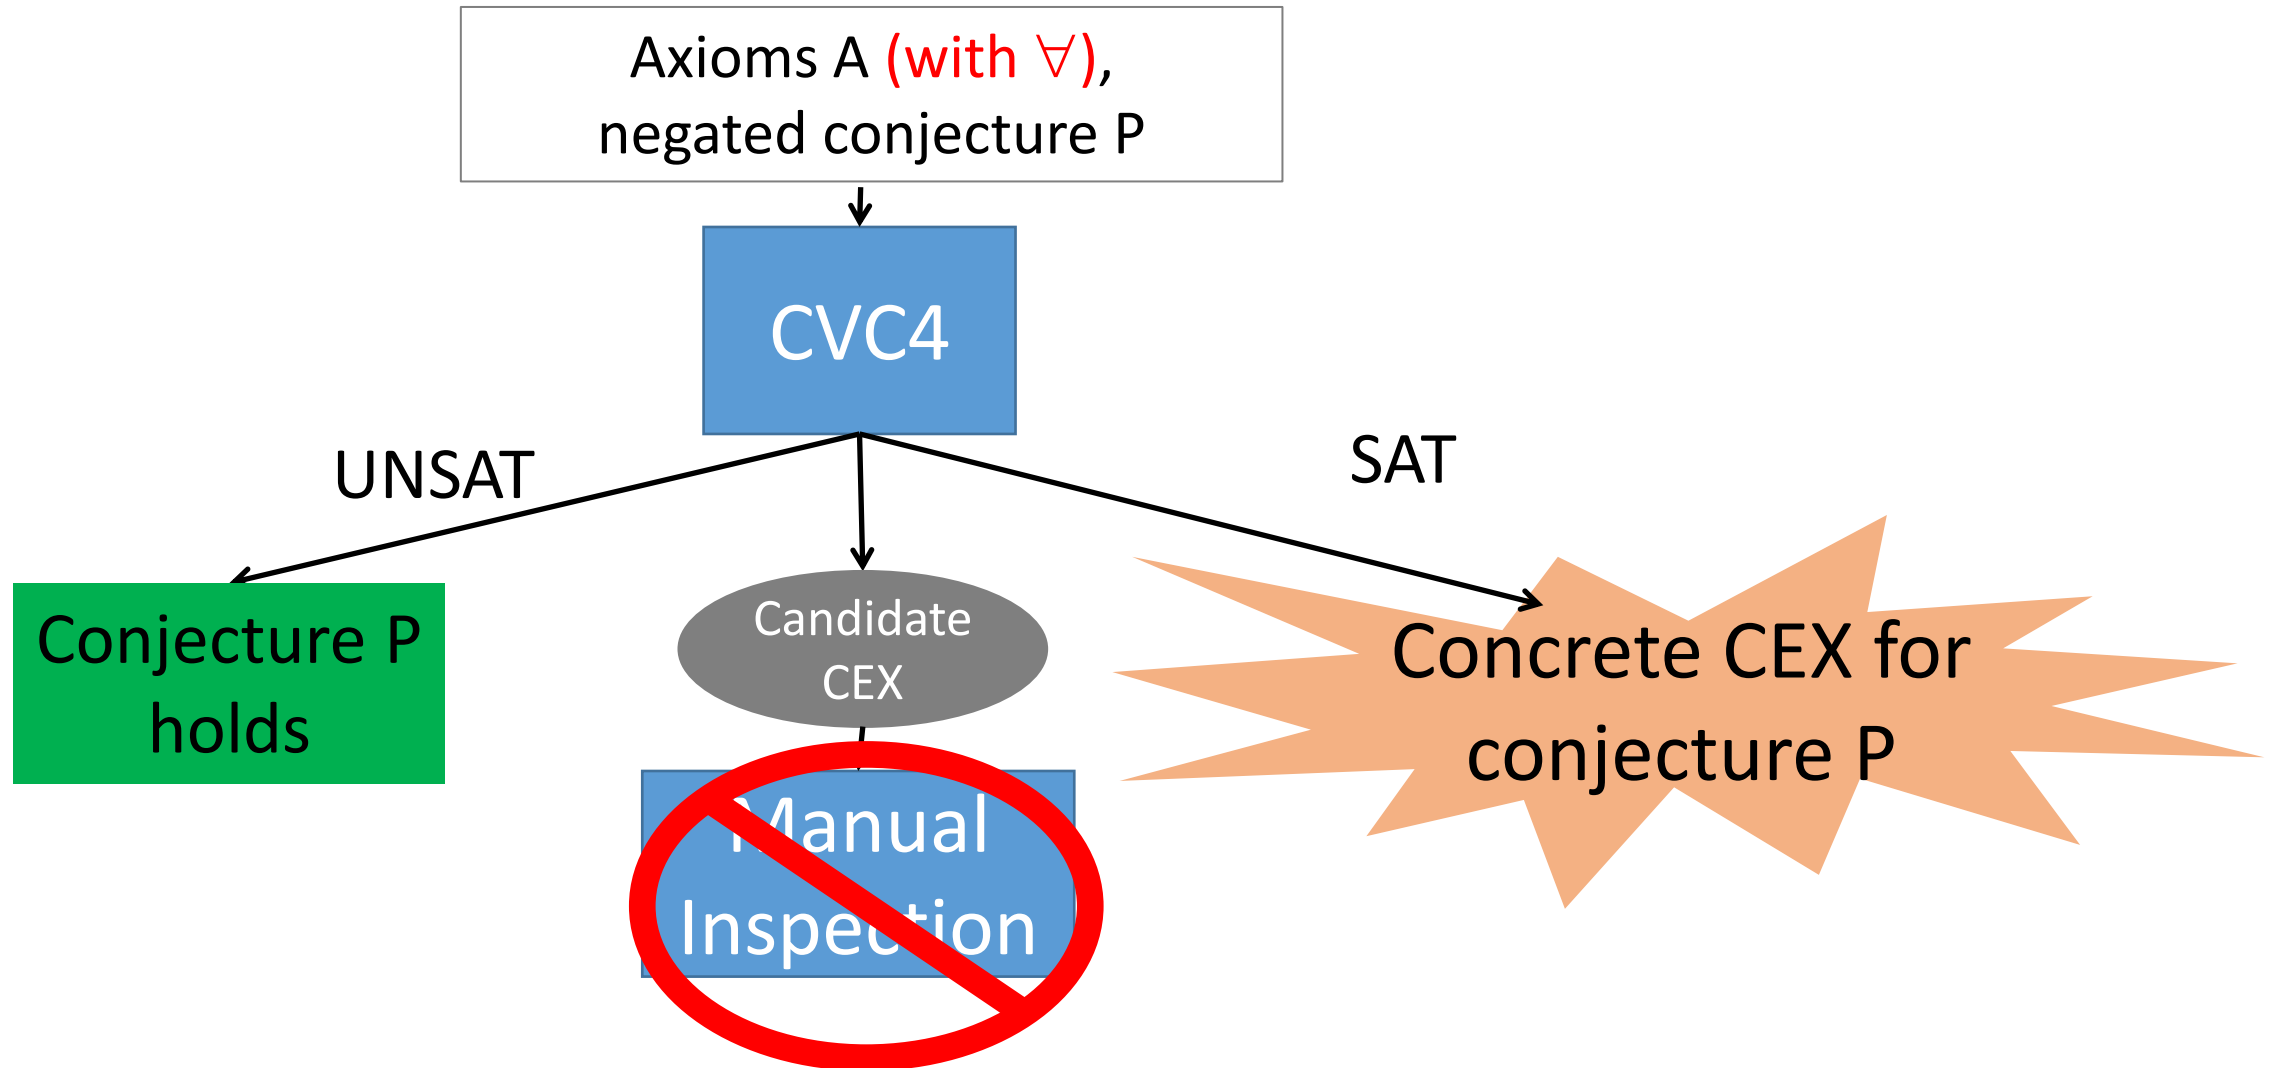 Axioms A (with ∀),
negated conjecture P
CVC4
UNSAT
SAT
Conjecture P
holds
Candidate
CEX
Concrete CEX for
conjecture P
Manual
Inspection